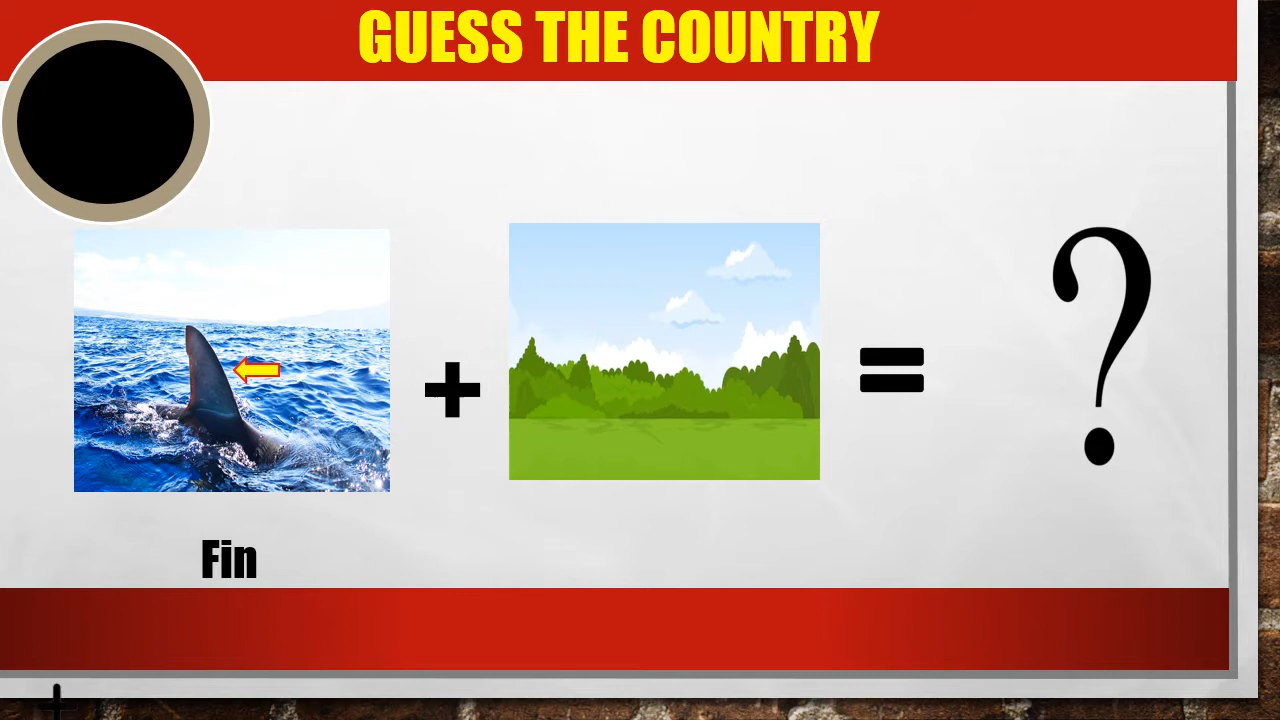 GUESS THE COUNTRY
+
=
?
Fin
+